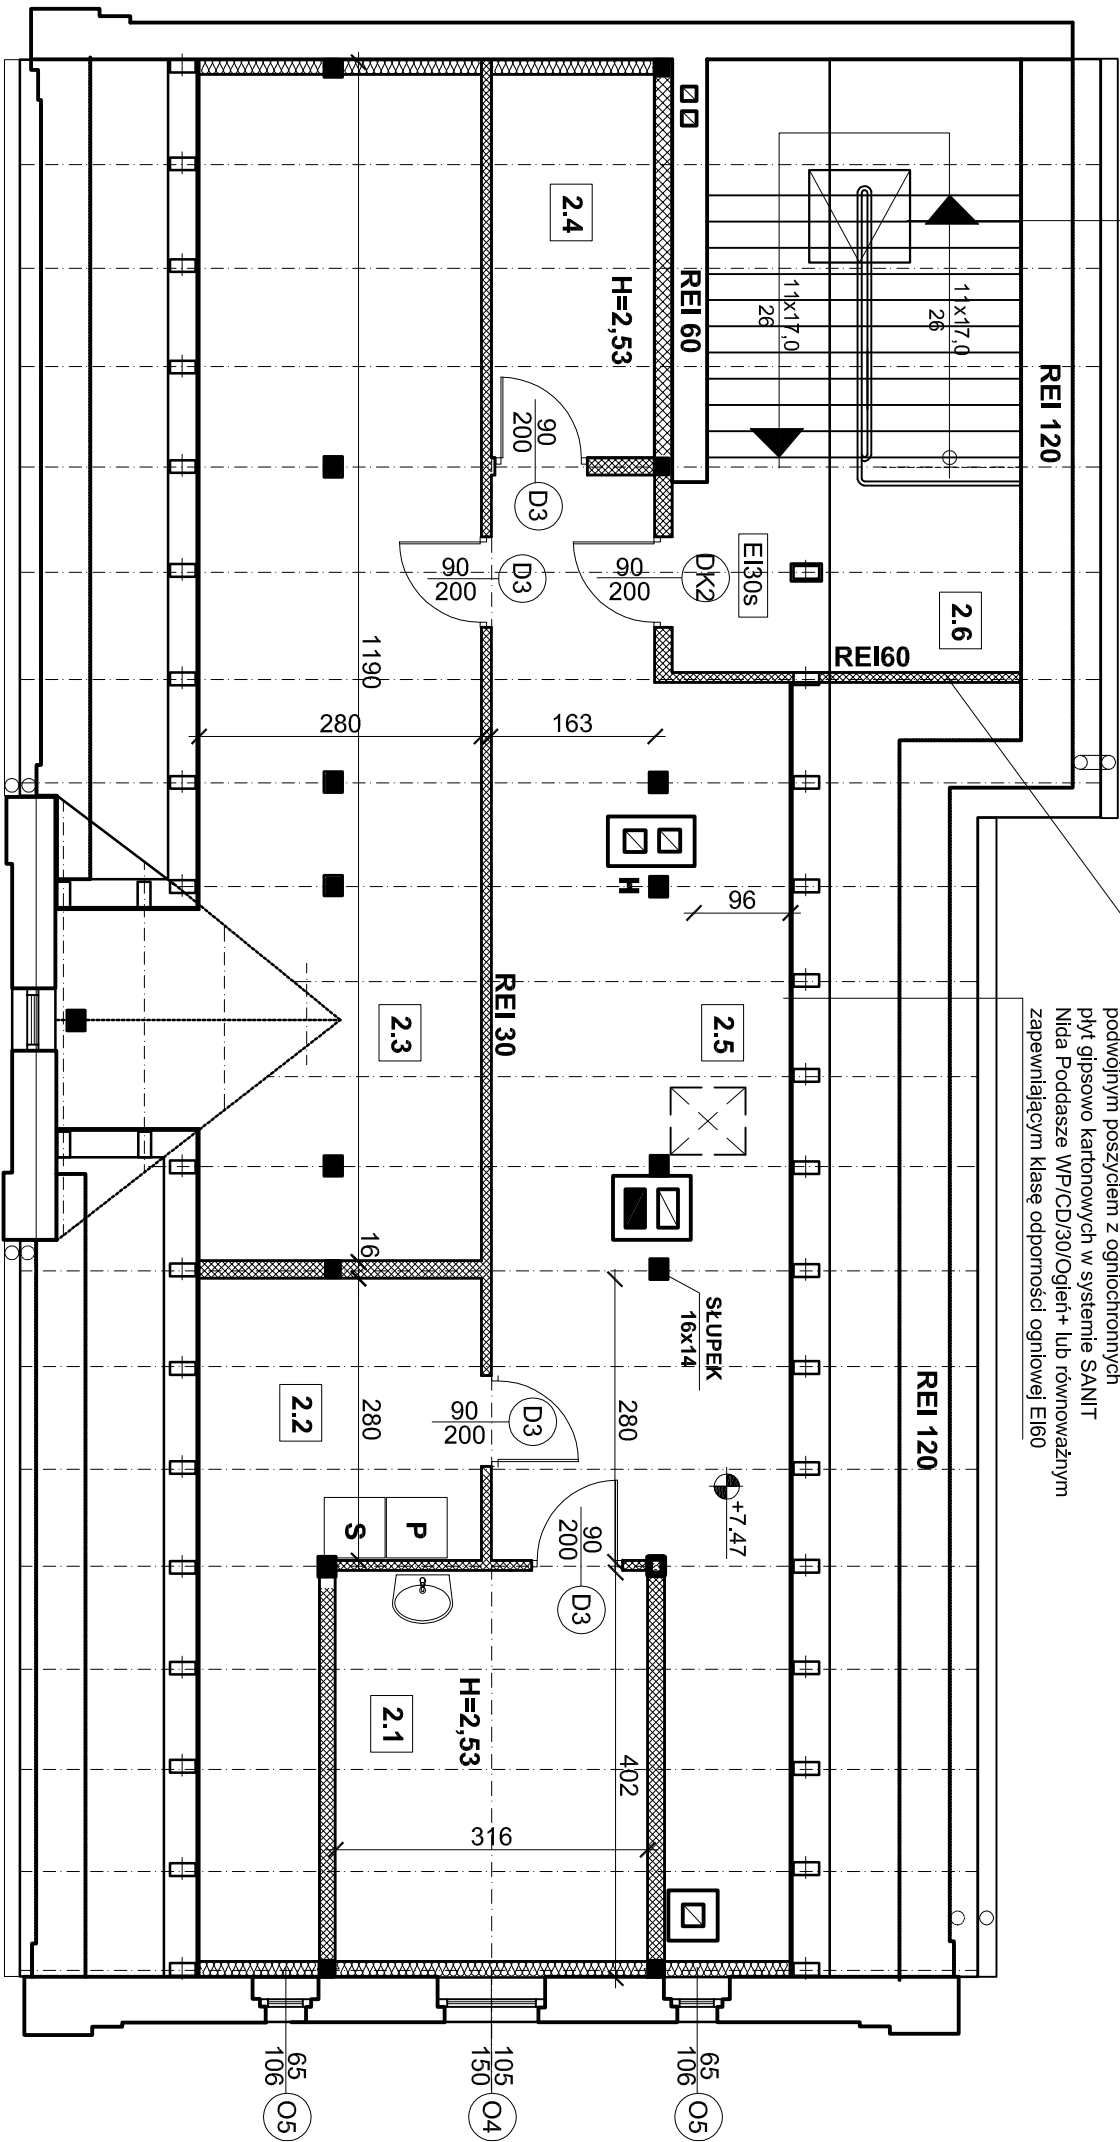 podwójnym poszyciem z ogniochronnych
płyt gipsowo kartonowych w systemie SANIT
Nida Poddasze WP/CD/30/Ogień+ lub równoważnym
zapewniającym klasę odporności ogniowej EI60
REI 120
11x17,0
26
11x17,0
26
REI 60
2.4
H=2,53
90
200
D3
90
200
D3
90
200
DK2
EI30s
2.6
REI60
1190
280
163
96
H
2.5
REI 30
2.3
REI 120
SŁUPEK
16x14
16
280
280
2.2
90
200
D3
+7.47
P
S
90
200
D3
H=2,53
2.1
402
316
65
106
O5
105
150
O4
65
106
O5